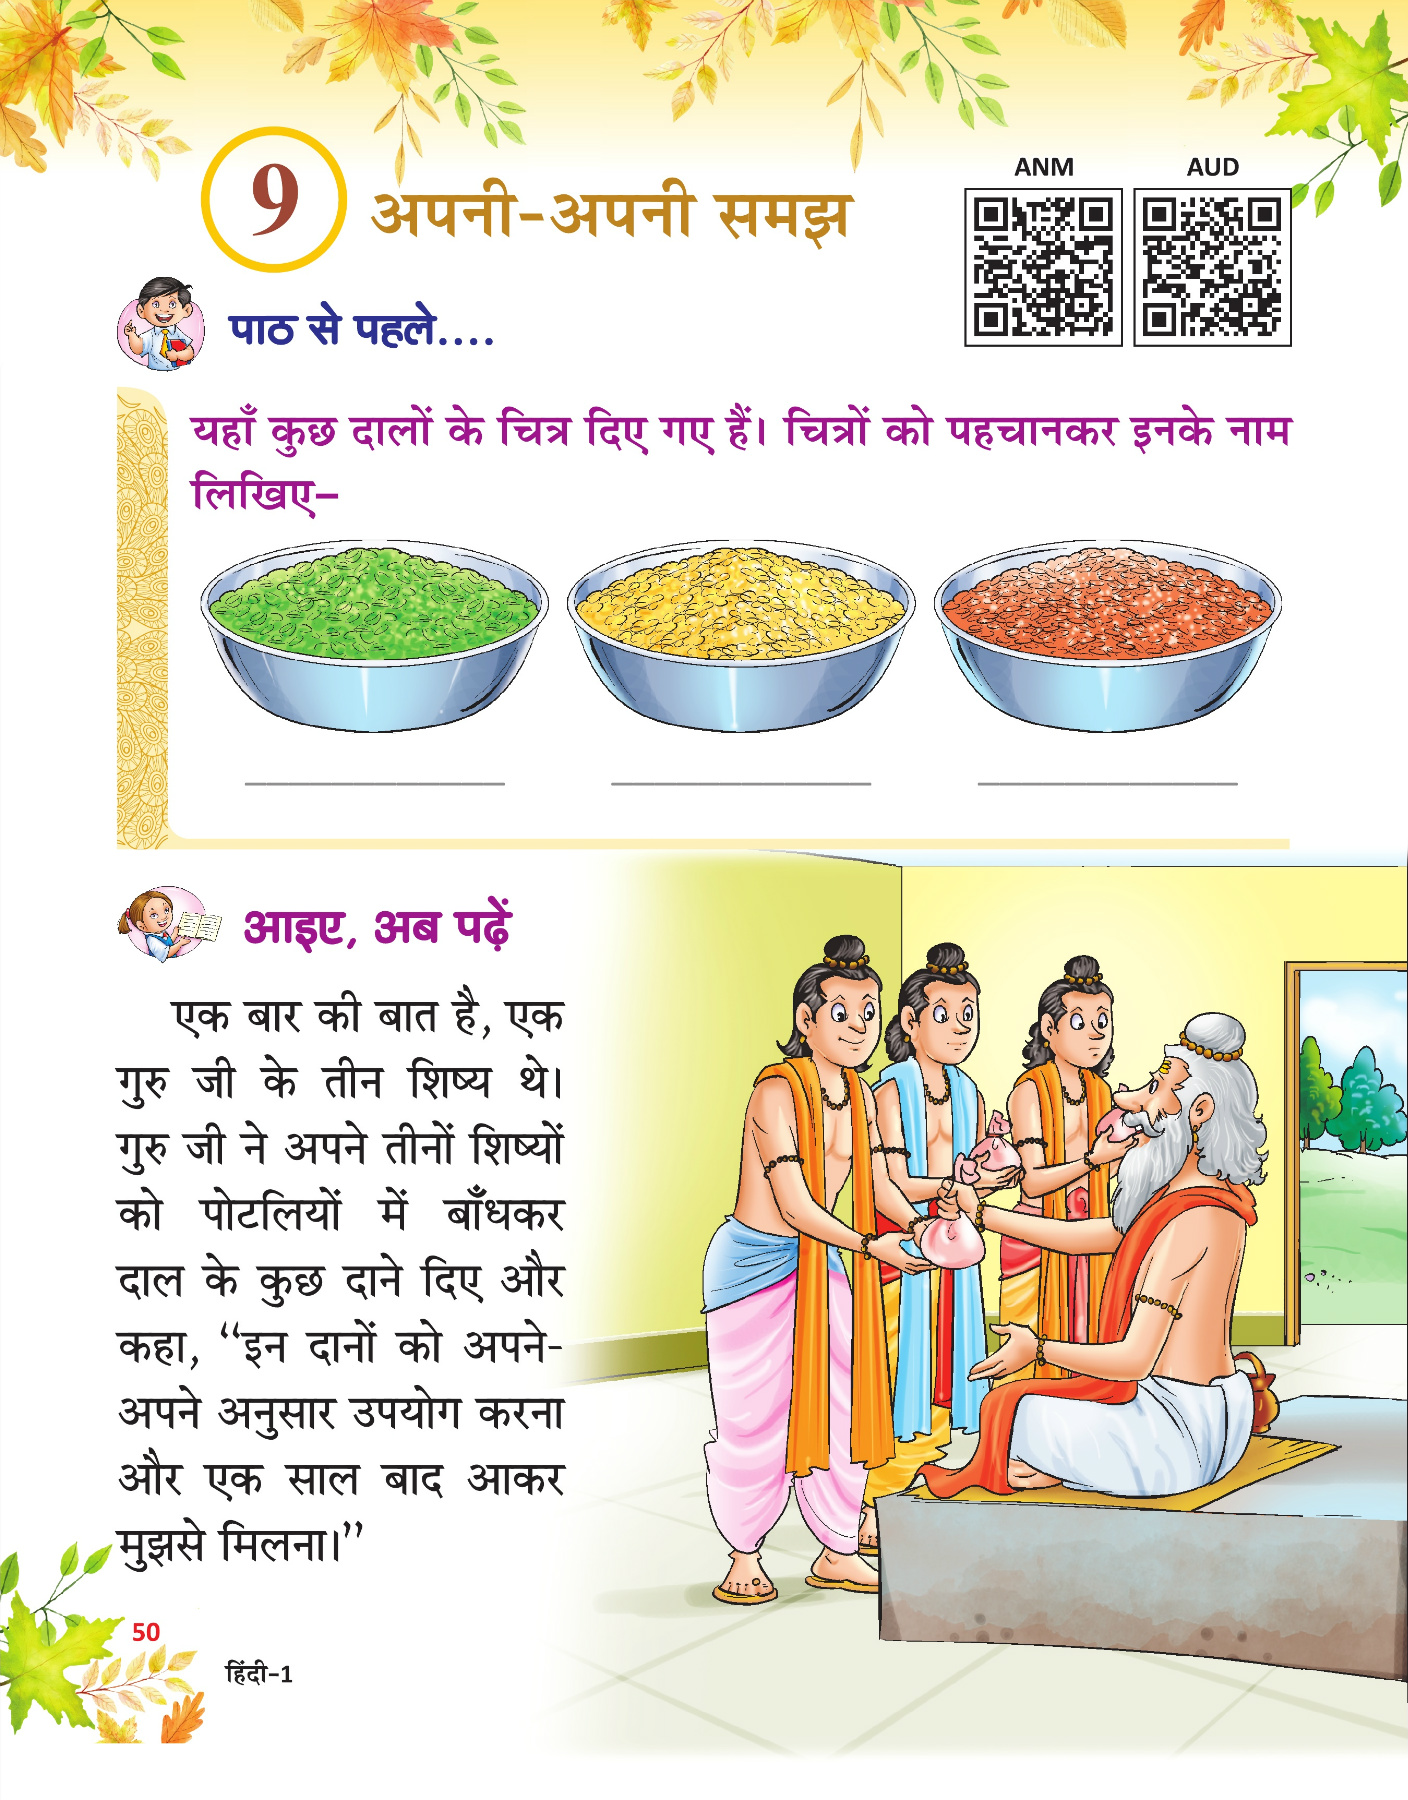 ANM
AUD
9
अपनी-अपनी समझ
पाठ से पहले....
यहाँ कुछ दालों के चित्र दिए गए हैं। चित्रों को पहचानकर इनके नाम
लिखिए–
आइए, अब पढ़ें
एक बार की बात है, एक
गुरु जी के तीन शिष्य थे।
गुरु जी ने अपने तीनों शिष्यों
को पोटलियों में बाँधकर
दाल के कुछ दाने दिए और
कहा, “इन दानों को अपने-
अपने अनुसार उपयोग करना
और एक साल बाद आकर
मुझसे मिलना।”
50
हिंदी-1